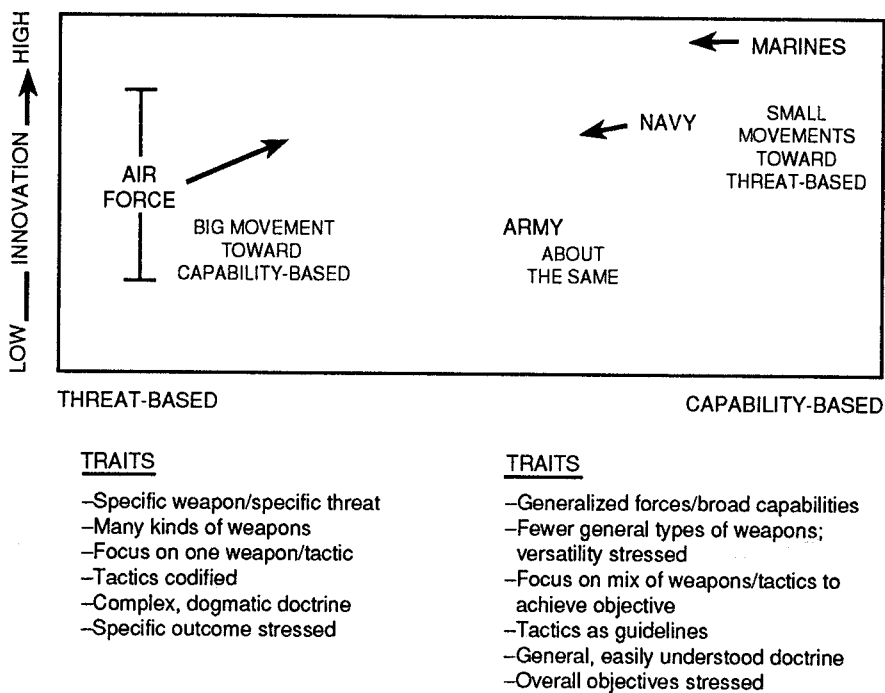 HIGH
INNOVATION
LOW
MARINES
NAVY
SMALL
MOVEMENTS
TOWARD
THREAT-BASED
AIR
FORCE
BIG MOVEMENT
TOWARD
CAPABILITY-BASED
ARMY
ABOUT
THE SAME
THREAT-BASED
CAPABILITY-BASED
TRAITS
–Specific weapon/specific threat
–Many kinds of weapons
–Focus on one weapon/tactic
–Tactics codified
–Complex, dogmatic doctrine
–Specific outcome stressed
TRAITS
–Generalized forces/broad capabilities
–Fewer general types of weapons;
versatility stressed
–Focus on mix of weapons/tactics to
achieve objective
–Tactics as guidelines
–General, easily understood doctrine
–Overall objectives stressed